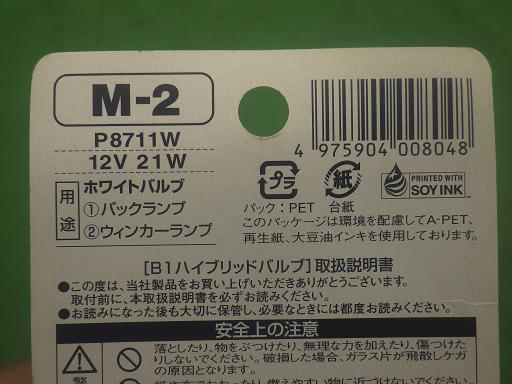 M-2
P8711W
12V 21W
用途
ホワイトバルブ
①バックランプ
②ウィンカーランプ
4 975904 008048
プラ
紙
PRINTED WITH
SOY INK
TM
パック：PET 台紙
このパッケージは環境を配慮してA-PET、
再生紙、大豆油インキを使用しております。
[B1ハイブリッドバルブ]取扱説明書
●この度は、当社製品をお買い上げいただきありがとうございます。
取付前に、本取扱説明書を必ずお読みください。
●お読みになった後も大切に保管し、必要なときには都度お読みください。
安全上の注意
落としたり、物をぶつけたり、無理な力を加えたり、傷つけた
りしないでください。破損した場合、ガラス片が飛散しケガ
の原因となります。